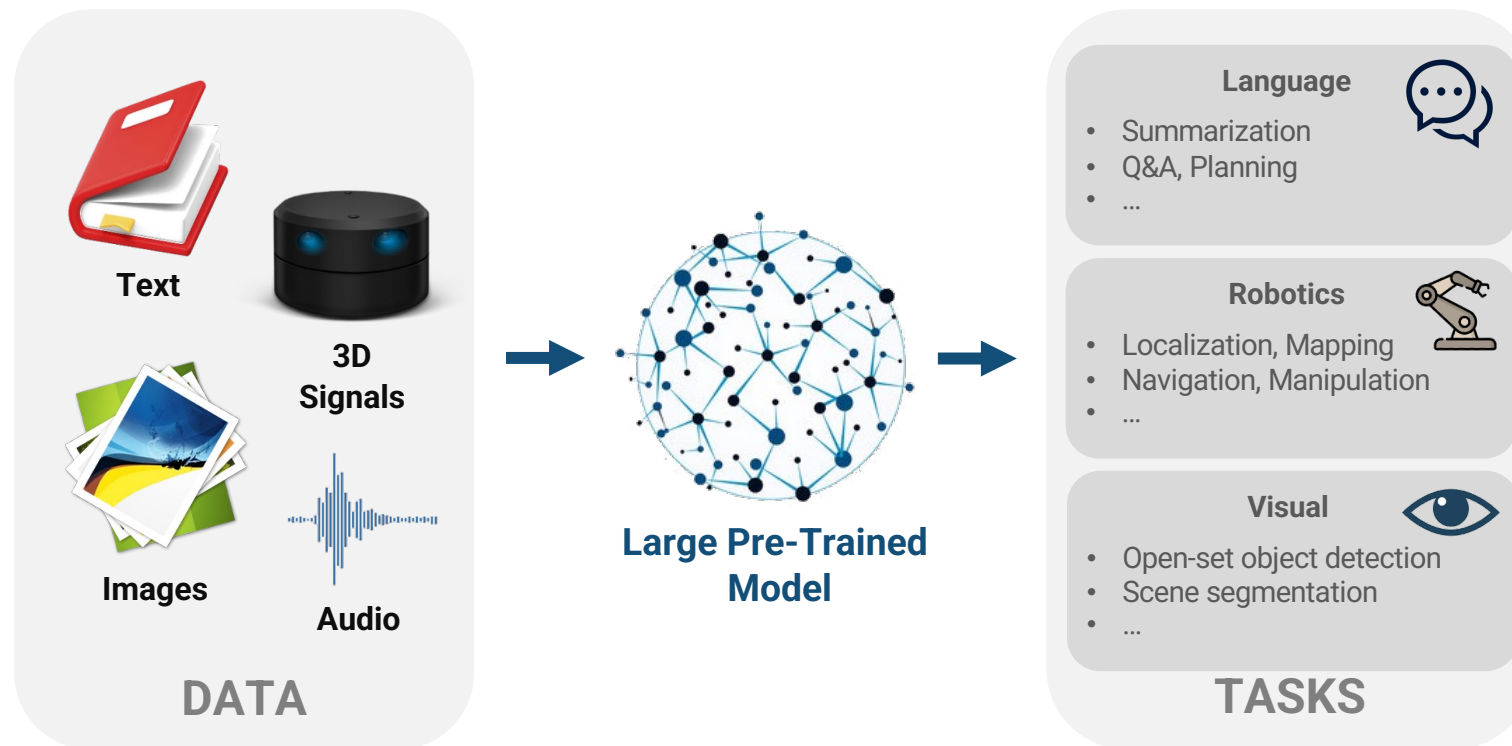 Text
3D
Signals
Images
Audio
DATA
Large Pre-Trained
Model
Language
• Summarization
• Q&A, Planning
• ...
Robotics
• Localization, Mapping
• Navigation, Manipulation
• ...
Visual
• Open-set object detection
• Scene segmentation
• ...
TASKS